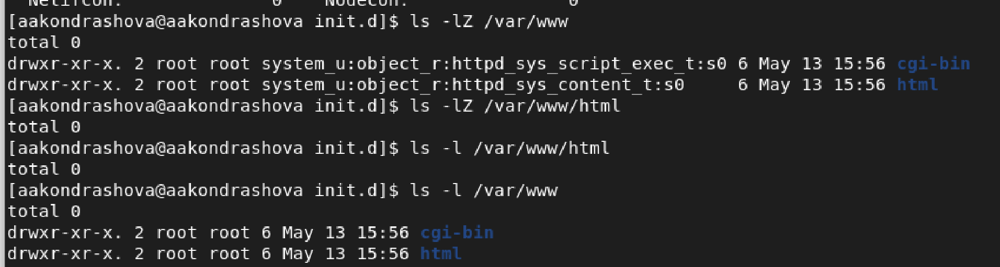 Netifcon: 0 Nodecon: 0
[aakondrashova@aakondrashova init.d]$ ls -lZ /var/www
total 0
drwxr-xr-x. 2 root root system_u:object_r:httpd_sys_script_exec_t:s0 6 May 13 15:56 cgi-bin
drwxr-xr-x. 2 root root system_u:object_r:httpd_sys_content_t:s0     6 May 13 15:56 html
[aakondrashova@aakondrashova init.d]$ ls -lZ /var/www/html
total 0
[aakondrashova@aakondrashova init.d]$ ls -l /var/www/html
total 0
[aakondrashova@aakondrashova init.d]$ ls -l /var/www
total 0
drwxr-xr-x. 2 root root 6 May 13 15:56 cgi-bin
drwxr-xr-x. 2 root root 6 May 13 15:56 html